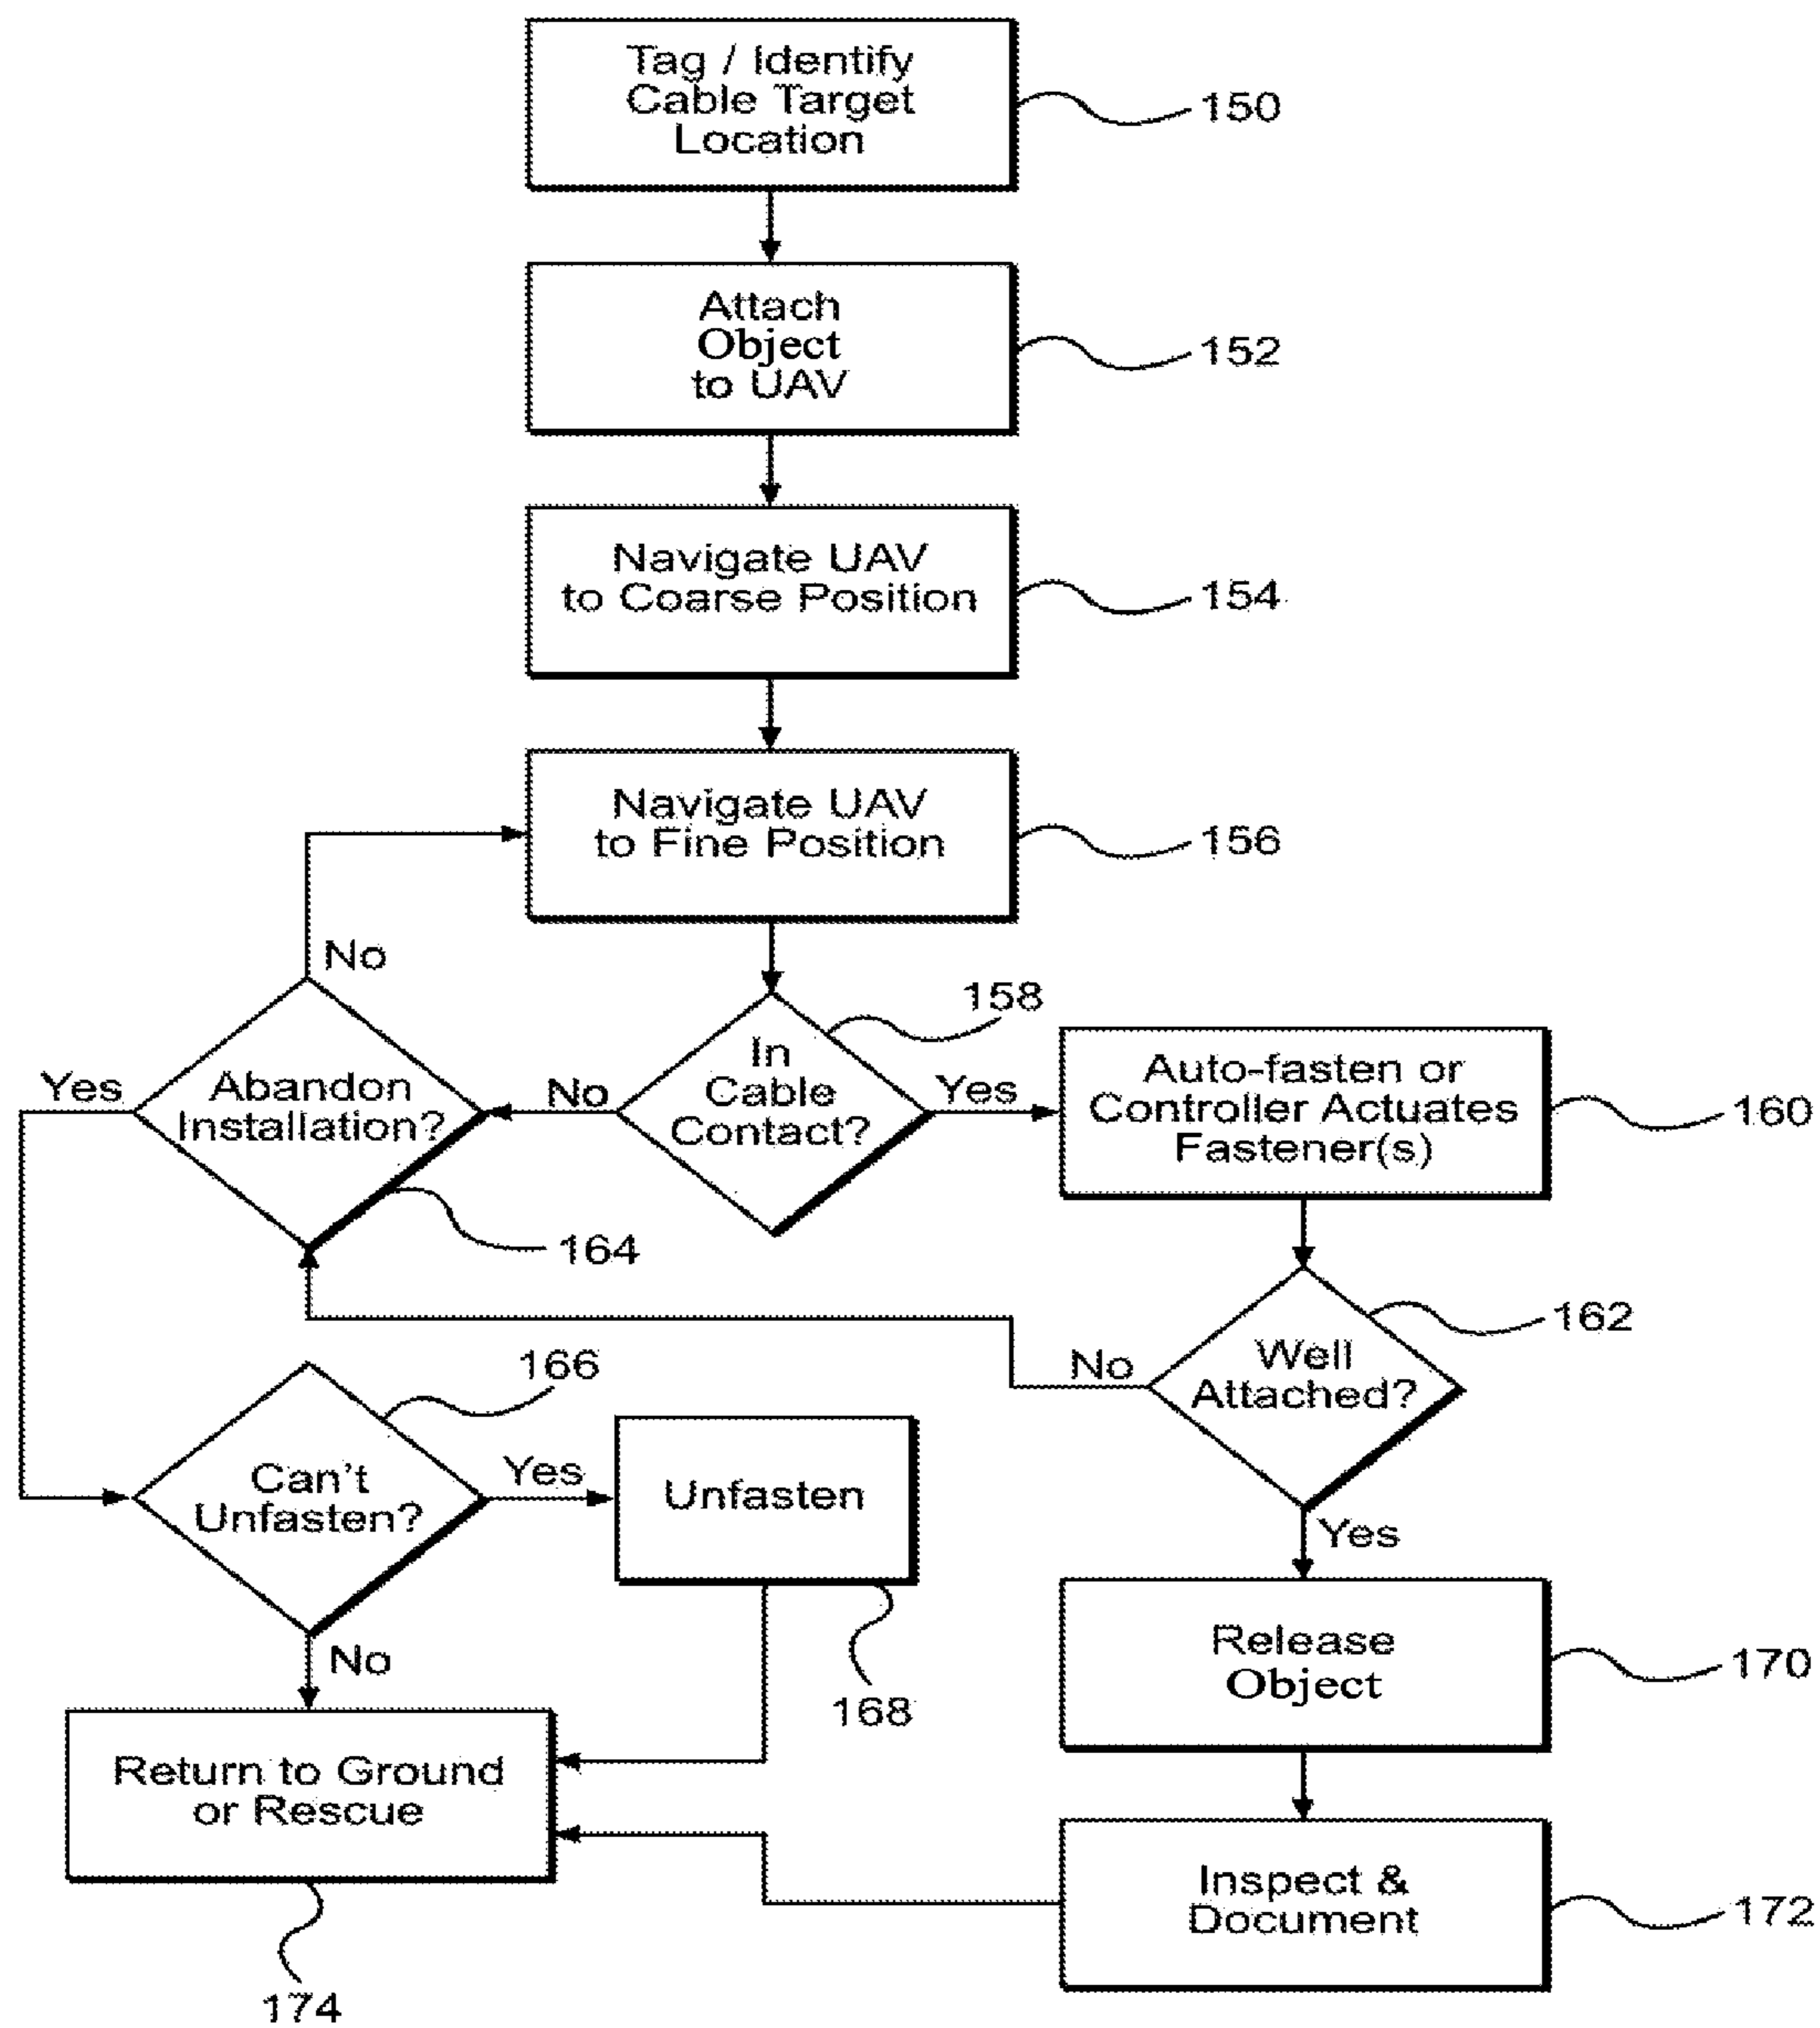 Tag / Identify
Cable Target
Location
150
Attach
Object
to UAV
152
Navigate UAV
to Coarse Position
154
Navigate UAV
to Fine Position
156
No
158
Yes
Abandon
Installation?
No
In
Cable
Contact?
Yes
Auto-fasten or
Controller Actuates
Fastener(s)
160
164
162
No
Well
Attached?
166
Can't
Unfasten?
Yes
Unfasten
Yes
No
168
Release
Object
170
Return to Ground
or Rescue
Inspect &
Document
172
174